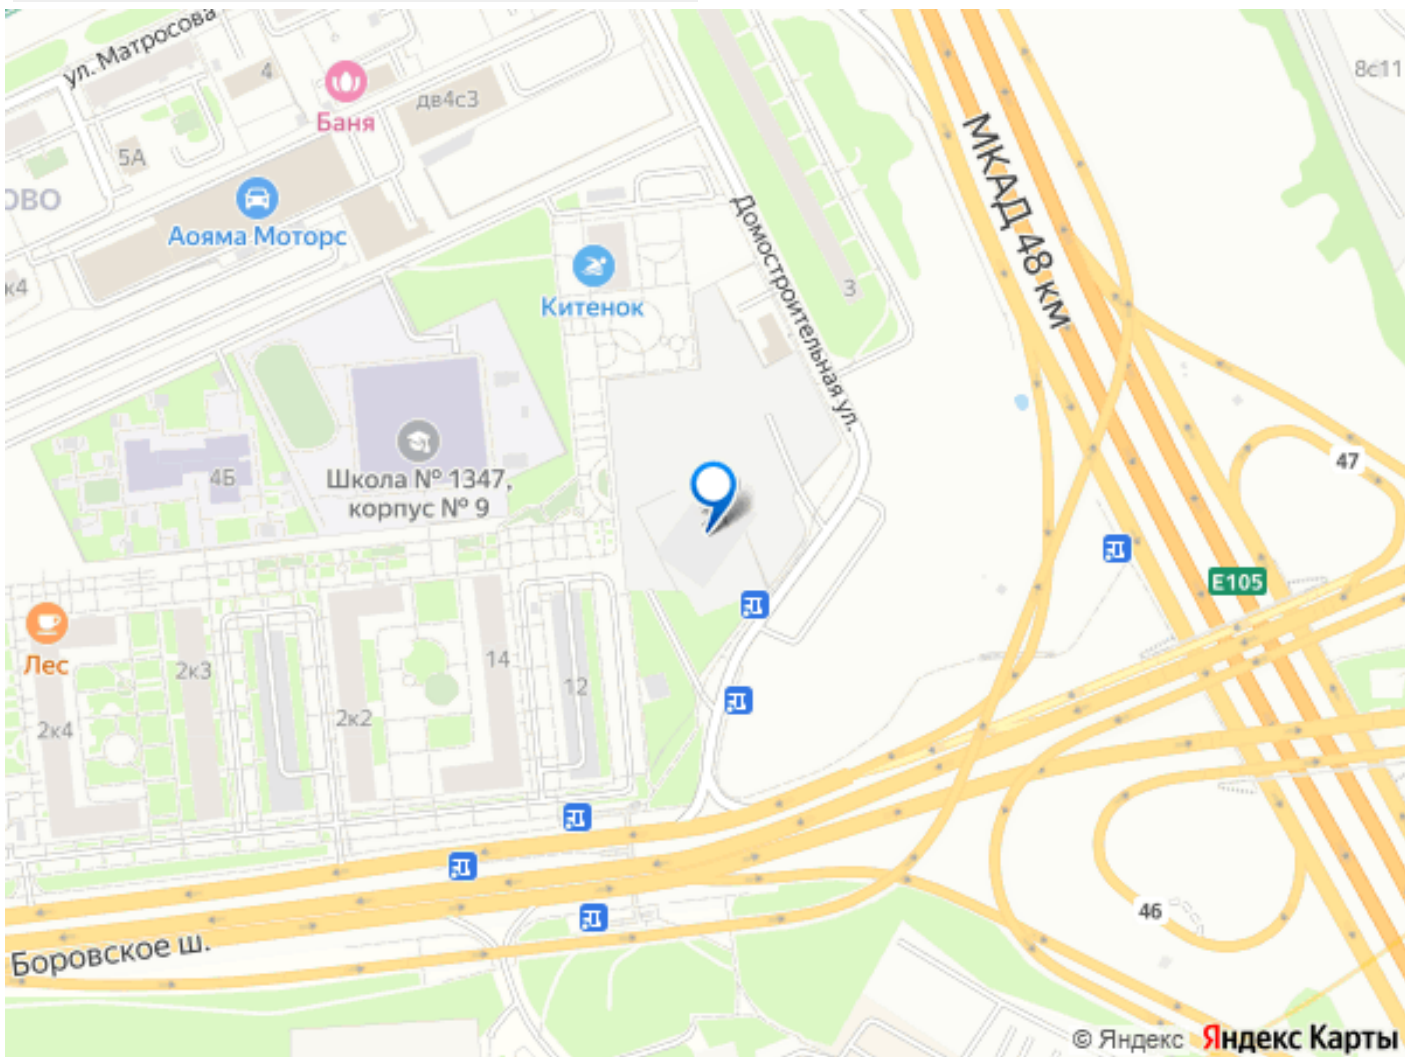 ул. Матросова
4
Баня
дв4с3
8с11
5А
ОВО
Аояма Моторс
к4
Китенок
Домостроительная ул.
3
МКАД 48 км
47
4Б
Школа № 1347,
корпус № 9
Е105
Лес
2к3
14
12
2к4
2к2
46
Боровское ш.
© Яндекс Яндекс Карты